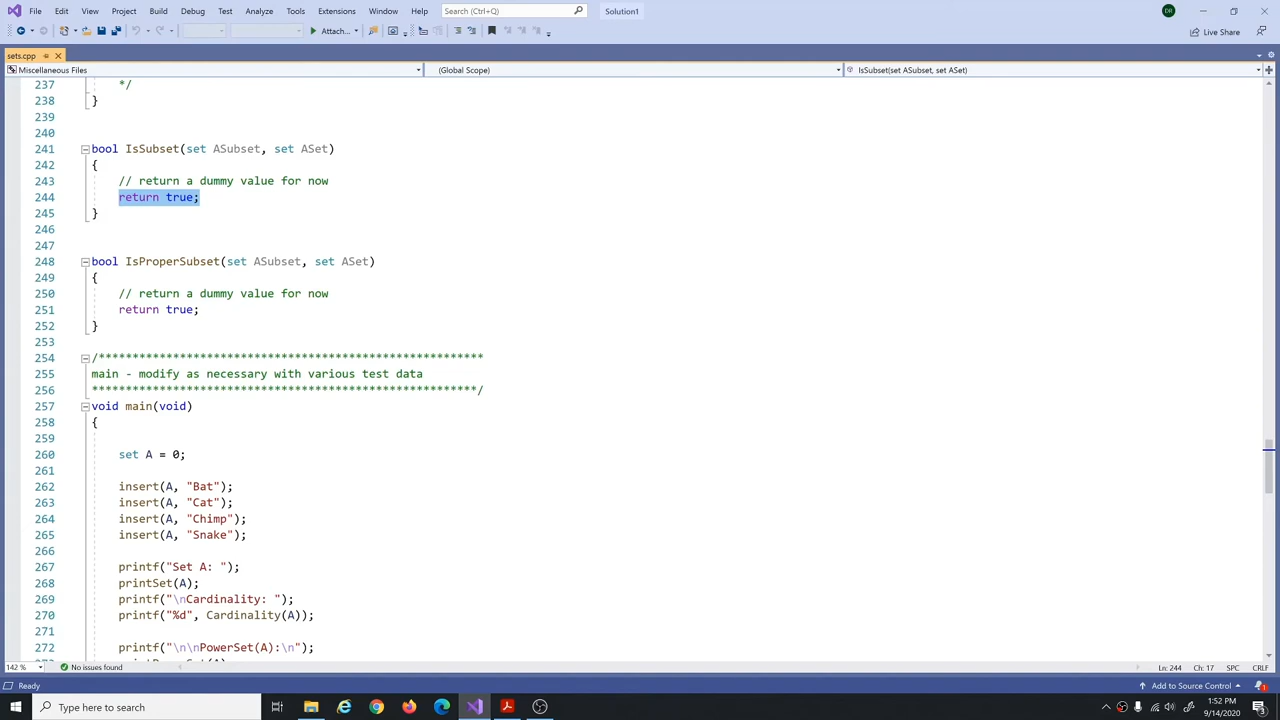 File Edit View Project Build Debug Test Analyze Tools Extensions Window Help Search (Ctrl+Q) Solution1 DR
Attach... Live Share
sets.cpp
Miscellaneous Files (Global Scope) IsSubset(set ASubset, set ASet)
237 */
238 }
239
240
241 bool IsSubset(set ASubset, set ASet)
242 {
243 // return a dummy value for now
244 return true;
245 }
246
247
248 bool IsProperSubset(set ASubset, set ASet)
249 {
250 // return a dummy value for now
251 return true;
252 }
253
254 /**********************************************************
255 main - modify as necessary with various test data
256 *********************************************************/
257 void main(void)
258 {
259
260 set A = 0;
261
262 insert(A, "Bat");
263 insert(A, "Cat");
264 insert(A, "Chimp");
265 insert(A, "Snake");
266
267 printf("Set A: ");
268 printSet(A);
269 printf("\nCardinality: ");
270 printf("%d", Cardinality(A));
271
272 printf("\n\nPowerSet(A):\n");
142 % No issues found Ln: 244 Ch: 17 SPC CRLF
Ready Add to Source Control 1
Type here to search 1:52 PM
9/14/2020